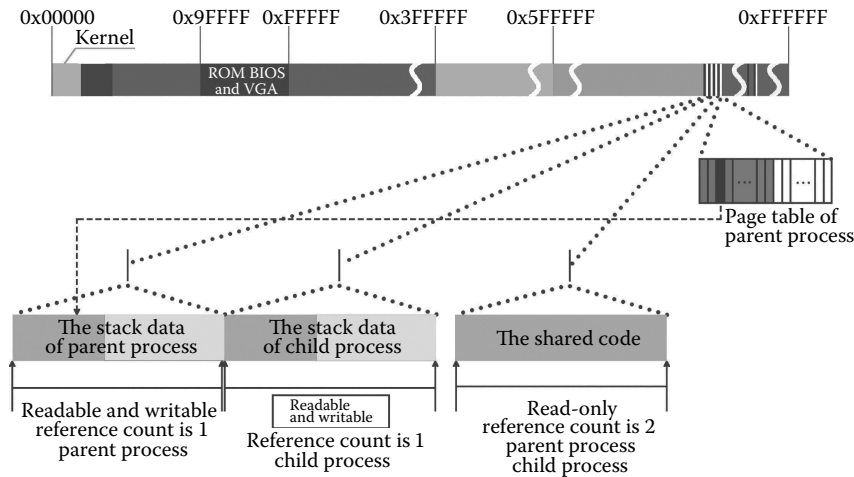 0x00000
0x9FFFF
0xFFFFF
0x3FFFFF
0x5FFFFF
0xFFFFFF
Kernel
ROM BIOS
and VGA
...
...
Page table of
parent process
The stack data
of parent process
The stack data
of child process
The shared code
Readable and writable
reference count is 1
parent process
Readable
and writable
Reference count is 1
child process
Read-only
reference count is 2
parent process
child process